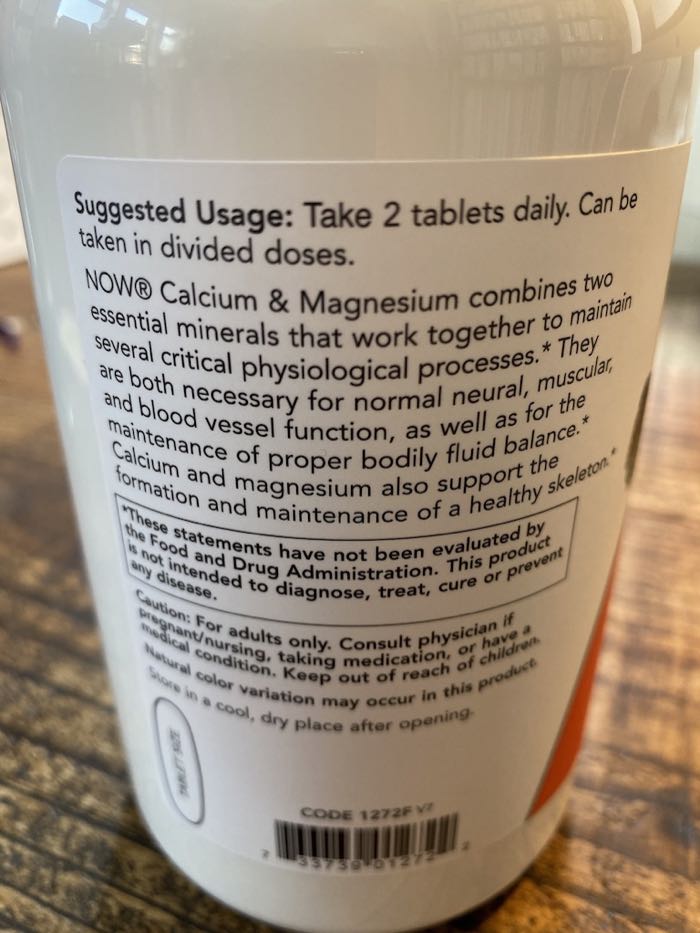 Suggested Usage: Take 2 tablets daily. Can be
taken in divided doses.
NOW® Calcium & Magnesium combines two
essential minerals that work together to maintain
several critical physiological processes.* They
are both necessary for normal neural, muscular,
and blood vessel function, as well as for the
maintenance of proper bodily fluid balance.*
Calcium and magnesium also support the
formation and maintenance of a healthy skeleton.*
*These statements have not been evaluated by
the Food and Drug Administration. This product
is not intended to diagnose, treat, cure or prevent
any disease.
Caution: For adults only. Consult physician if
pregnant/nursing, taking medication, or have a
medical condition. Keep out of reach of children.
Natural color variation may occur in this product.
Store in a cool, dry place after opening.
TABLET SIZE
CODE 1272F V7
7 33739 01272 2